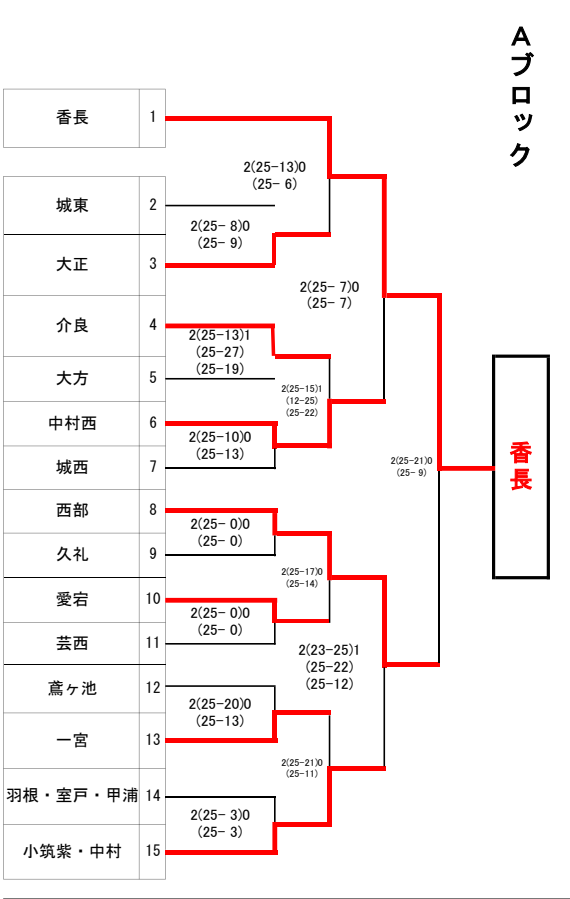 Aブロック
香長 1
2(25-13)0
(25- 6)
城東 2
2(25- 8)0
(25- 9)
大正 3
2(25- 7)0
(25- 7)
介良 4
2(25-13)1
(25-27)
(25-19)
大方 5
2(25-15)1
(12-25)
(25-22)
中村西 6
2(25-10)0
(25-13)
城西 7
2(25-21)0
(25- 9)
香長
西部 8
2(25- 0)0
(25- 0)
久礼 9
2(25-17)0
(25-14)
愛宕 10
2(25- 0)0
(25- 0)
芸西 11
2(23-25)1
(25-22)
(25-12)
鳶ヶ池 12
2(25-20)0
(25-13)
一宮 13
2(25-21)0
(25-11)
羽根・室戸・甲浦 14
2(25- 3)0
(25- 3)
小筑紫・中村 15